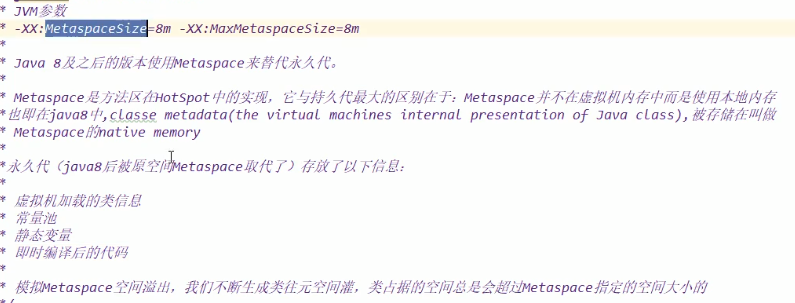 * JVM参数
* -XX:MetaspaceSize=8m -XX:MaxMetaspaceSize=8m
*
* Java 8及之后的版本使用Metaspace来替代永久代。
*
* Metaspace是方法区在HotSpot中的实现，它与持久代最大的区别在于：Metaspace并不在虚拟机内存中而是使用本地内存
*也即在java8中,classe metadata(the virtual machines internal presentation of Java class),被存储在叫做
* Metaspace的native memory
*
*永久代（java8后被原空间Metaspace取代了）存放了以下信息：
*
* 虚拟机加载的类信息
* 常量池
* 静态变量
* 即时编译后的代码
*
* 模拟Metaspace空间溢出，我们不断生成类往元空间灌，类占据的空间总是会超过Metaspace指定的空间大小的